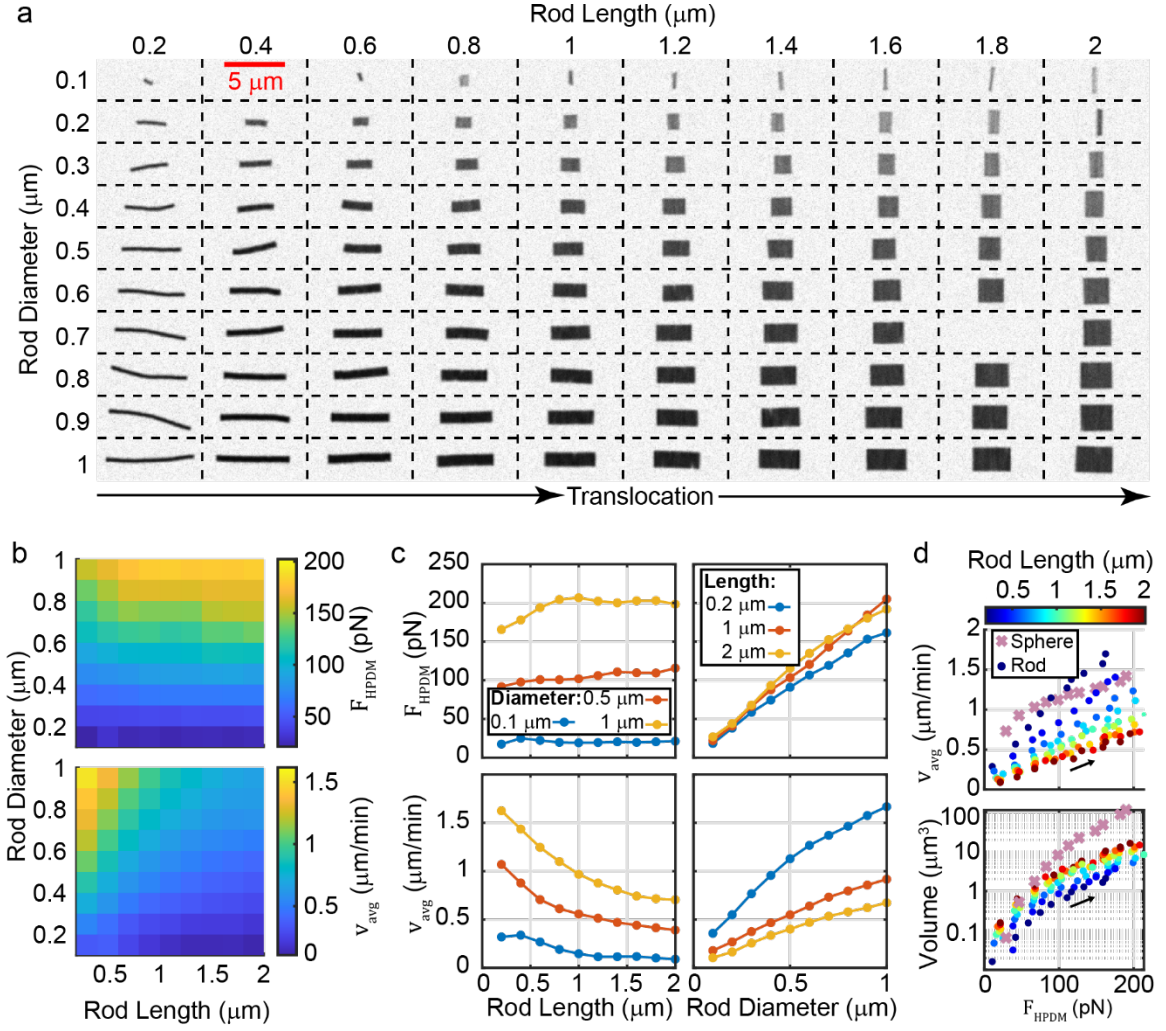 a
Rod Length (μm)
0.2 0.4 0.6 0.8 1 1.2 1.4 1.6 1.8 2
5 μm
Rod Diameter (μm)
0.1
0.2
0.3
0.4
0.5
0.6
0.7
0.8
0.9
1
Translocation
b
1
0.8
0.6
0.4
0.2
200
150
100
50
F_HPDM (pN)
Rod Diameter (μm)
1
0.8
0.6
0.4
0.2
1.5
1
0.5
0
v_avg (μm/min)
0.5 1 1.5 2
Rod Length (μm)
c
F_HPDM (pN)
250
200
150
100
50
0
Diameter: 0.5 μm
0.1 μm 1 μm
Length:
0.2 μm
1 μm
2 μm
v_avg (μm/min)
1.5
1
0.5
0
0 0.5 1 1.5 2
Rod Length (μm)
0 0.5 1
Rod Diameter (μm)
d
Rod Length (μm)
0.5 1 1.5 2
v_avg (μm/min)
2
1.5
1
0.5
0
Sphere
Rod
Volume (μm³)
100
10
1
0.1
0 100 200
F_HPDM (pN)